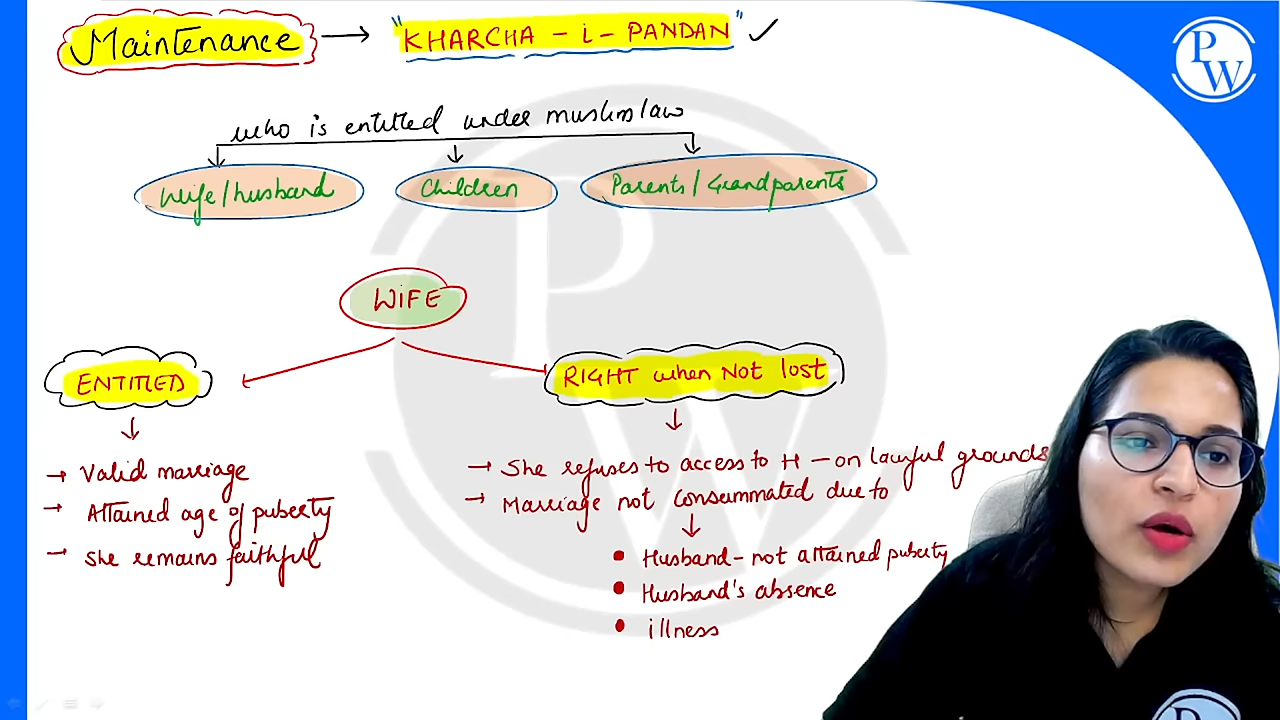 Maintenance → "KHARCHA - i - PANDAN" ✓
PW
who is entitled under muslim law
Wife/husband
Children
Parents/Grandparents
WiFE
ENTITLED
RIGHT when Not lost
→ Valid marriage
→ Attained age of puberty
→ She remains faithful
→ She refuses to access to H - on lawful grounds
→ Marriage not consummated due to
• Husband - not attained puberty
• Husband's absence
• illness
PW